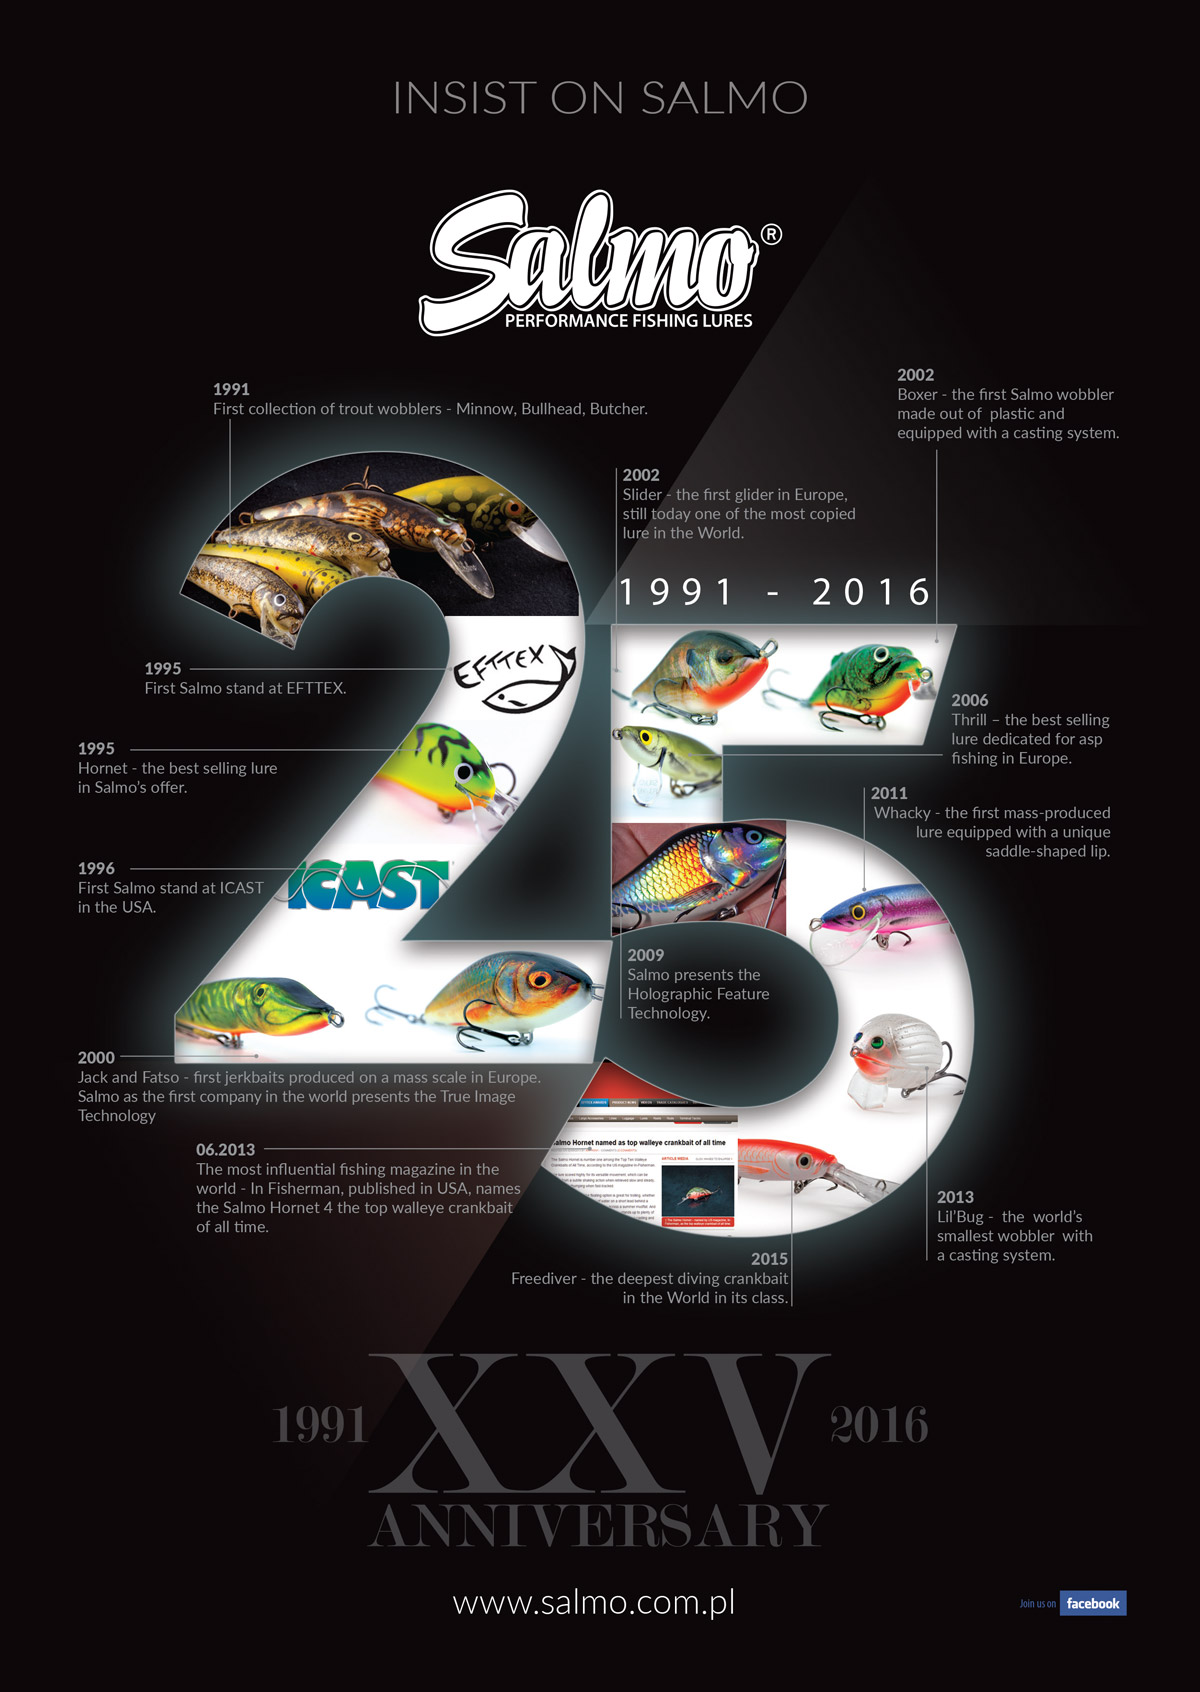 INSIST ON SALMO
Salmo®
PERFORMANCE FISHING LURES
1991
First collection of trout wobblers - Minnow, Bullhead, Butcher.
2002
Boxer - the first Salmo wobbler
made out of plastic and
equipped with a casting system.
2002
Slider - the first glider in Europe,
still today one of the most copied
lure in the World.
1991 - 2016
1995
First Salmo stand at EFTTEX.
EFTTEX
2006
Thrill – the best selling
lure dedicated for asp
fishing in Europe.
1995
Hornet - the best selling lure
in Salmo's offer.
2011
Whacky - the first mass-produced
lure equipped with a unique
saddle-shaped lip.
1996
First Salmo stand at ICAST
in the USA.
ICAST
2009
Salmo presents the
Holographic Feature
Technology.
2000
Jack and Fatso - first jerkbaits produced on a mass scale in Europe.
Salmo as the first company in the world presents the True Image
Technology
06.2013
The most influential fishing magazine in the
world - In Fisherman, published in USA, names
the Salmo Hornet 4 the top walleye crankbait
of all time.
Salmo Hornet named as top walleye crankbait of all time
2013
Lil'Bug - the world's
smallest wobbler with
a casting system.
2015
Freediver - the deepest diving crankbait
in the World in its class.
1991 XXV 2016
ANNIVERSARY
www.salmo.com.pl
Join us on facebook